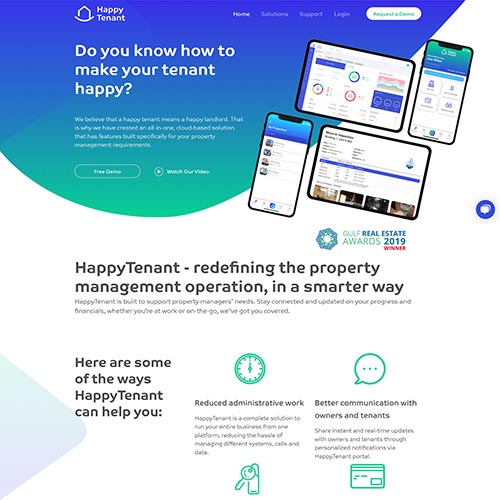 Happy
Tenant
Home Solutions Support Login Request a Demo
Do you know how to
make your tenant
happy?
We believe that a happy tenant means a happy landlord. That
is why we have created an all-in-one, cloud-based solution
that has features built specifically for your property
management requirements.
Free Demo Watch Our Video
GULF REAL ESTATE
AWARDS 2019
WINNER
HappyTenant - redefining the property
management operation, in a smarter way
HappyTenant is built to support property managers' needs. Stay connected and updated on your progress and
financials, whether you're at work or on-the-go, we've got you covered.
Here are some
of the ways
HappyTenant
can help you:
Reduced administrative work
HappyTenant is a complete solution to
run your entire business from one
platform, reducing the hassle of
managing different systems, calls and
data.
Better communication with
owners and tenants
Share instant and real-time updates
with owners and tenants through
personalized notifications via
HappyTenant portal.